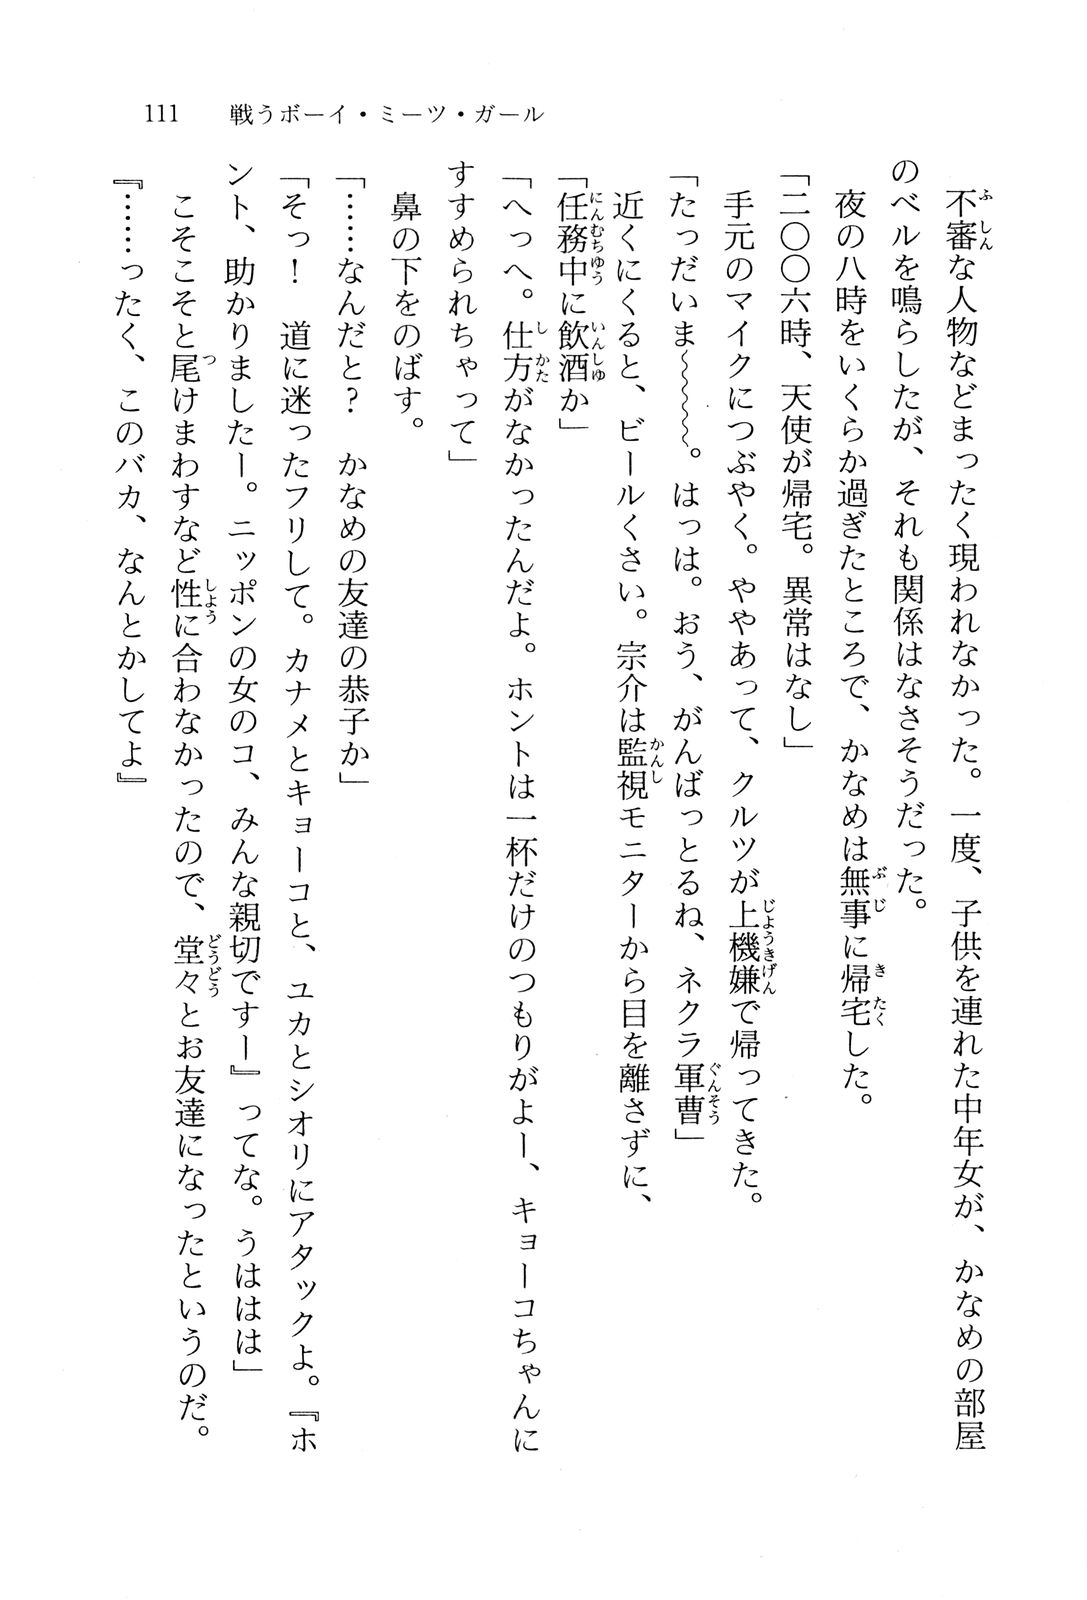 111 戦うボーイ・ミーツ・ガール
不審な人物などまったく現われなかった。一度、子供を連れた中年女が、かなめの部屋
のベルを鳴らしたが、それも関係はなさそうだった。
夜の八時をいくらか過ぎたところで、かなめは無事に帰宅した。
「二〇〇六時、天使が帰宅。異常はなし」
手元のマイクにつぶやく。ややあって、クルツが上機嫌で帰ってきた。
「たっだいま〜〜〜〜。はっは。おう、がんばっとるね、ネクラ軍曹」
近くにくると、ビールくさい。宗介は監視モニターから目を離さずに、
「任務中に飲酒か」
「へっへ。仕方がなかったんだよ。ホントは一杯だけのつもりがよー、キョーコちゃんに
すすめられちゃって」
鼻の下をのばす。
「……なんだと？　かなめの友達の恭子か」
「そっ！　道に迷ったフリして。カナメとキョーコと、ユカとシオリにアタックよ。『ホ
ント、助かりましたー。ニッポンの女のコ、みんな親切ですー』ってな。うははは」
こそこそと尾けまわすなど性に合わなかったので、堂々とお友達になったというのだ。
『……ったく、このバカ、なんとかしてよ』